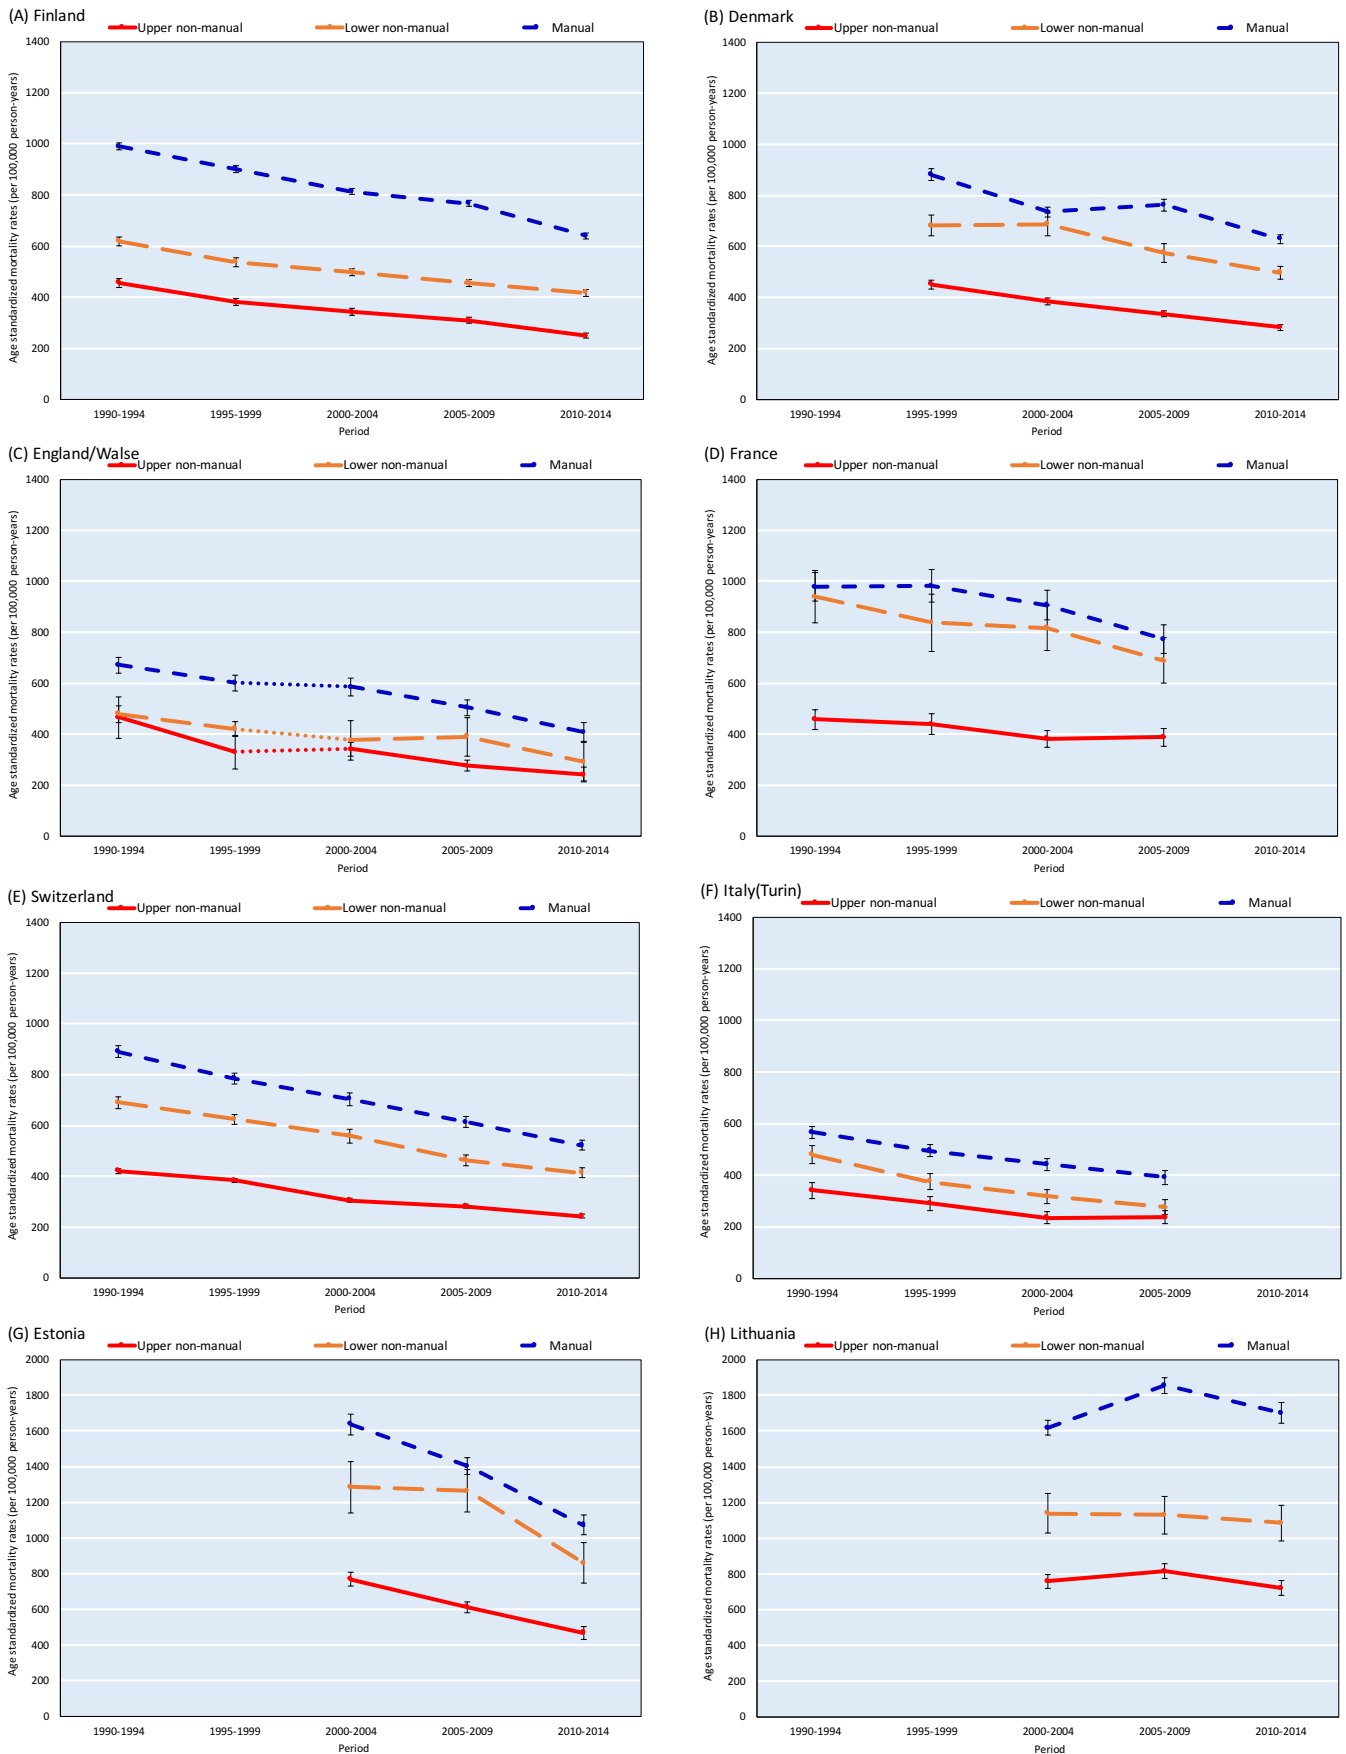 (A) Finland
Upper non-manual Lower non-manual Manual
Age standardized mortality rates (per 100,000 person-years)
1400
1200
1000
800
600
400
200
0
1990-1994 1995-1999 2000-2004 2005-2009 2010-2014
Period
(B) Denmark
Upper non-manual Lower non-manual Manual
Age standardized mortality rates (per 100,000 person-years)
1400
1200
1000
800
600
400
200
0
1990-1994 1995-1999 2000-2004 2005-2009 2010-2014
Period
(C) England/Walse
Upper non-manual Lower non-manual Manual
Age standardized mortality rates (per 100,000 person-years)
1400
1200
1000
800
600
400
200
0
1990-1994 1995-1999 2000-2004 2005-2009 2010-2014
Period
(D) France
Upper non-manual Lower non-manual Manual
Age standardized mortality rates (per 100,000 person-years)
1400
1200
1000
800
600
400
200
0
1990-1994 1995-1999 2000-2004 2005-2009 2010-2014
Period
(E) Switzerland
Upper non-manual Lower non-manual Manual
Age standardized mortality rates (per 100,000 person-years)
1400
1200
1000
800
600
400
200
0
1990-1994 1995-1999 2000-2004 2005-2009 2010-2014
Period
(F) Italy(Turin)
Upper non-manual Lower non-manual Manual
Age standardized mortality rates (per 100,000 person-years)
1400
1200
1000
800
600
400
200
0
1990-1994 1995-1999 2000-2004 2005-2009 2010-2014
Period
(G) Estonia
Upper non-manual Lower non-manual Manual
Age standardized mortality rates (per 100,000 person-years)
2000
1800
1600
1400
1200
1000
800
600
400
200
0
1990-1994 1995-1999 2000-2004 2005-2009 2010-2014
Period
(H) Lithuania
Upper non-manual Lower non-manual Manual
Age standardized mortality rates (per 100,000 person-years)
2000
1800
1600
1400
1200
1000
800
600
400
200
0
1990-1994 1995-1999 2000-2004 2005-2009 2010-2014
Period